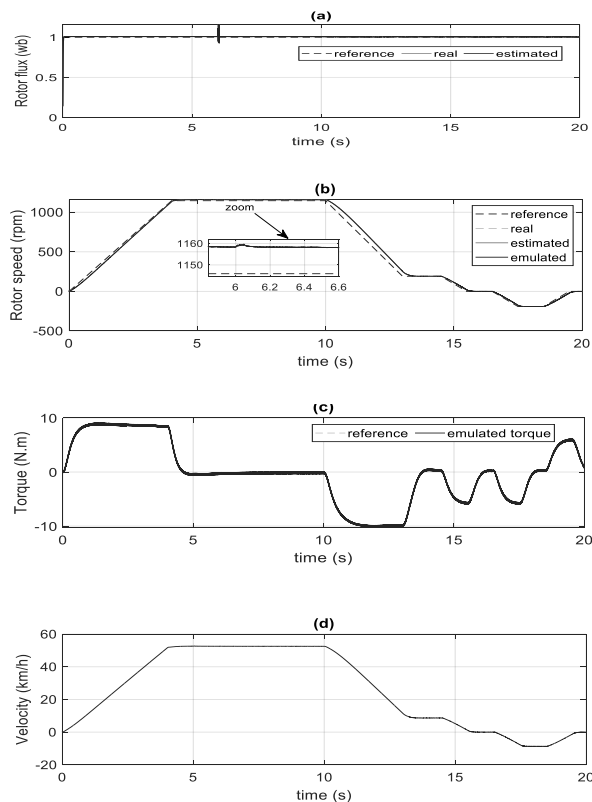 (a)
Rotor flux (wb)
1
0.5
0
reference real estimated
0 5 10 15 20
time (s)
(b)
Rotor speed (rpm)
1000
500
0
-500
zoom
1160
1150
6 6.2 6.4 6.6
reference
real
estimated
emulated
0 5 10 15 20
time (s)
(c)
Torque (N.m)
10
0
-10
reference emulated torque
0 5 10 15 20
time (s)
(d)
Velocity (km/h)
60
40
20
0
-20
0 5 10 15 20
time (s)